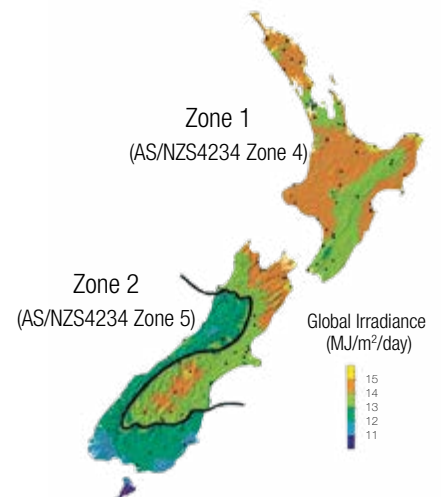 Zone 1
(AS/NZS4234 Zone 4)
Zone 2
(AS/NZS4234 Zone 5)
Global Irradiance
(MJ/m²/day)
15
14
13
12
11